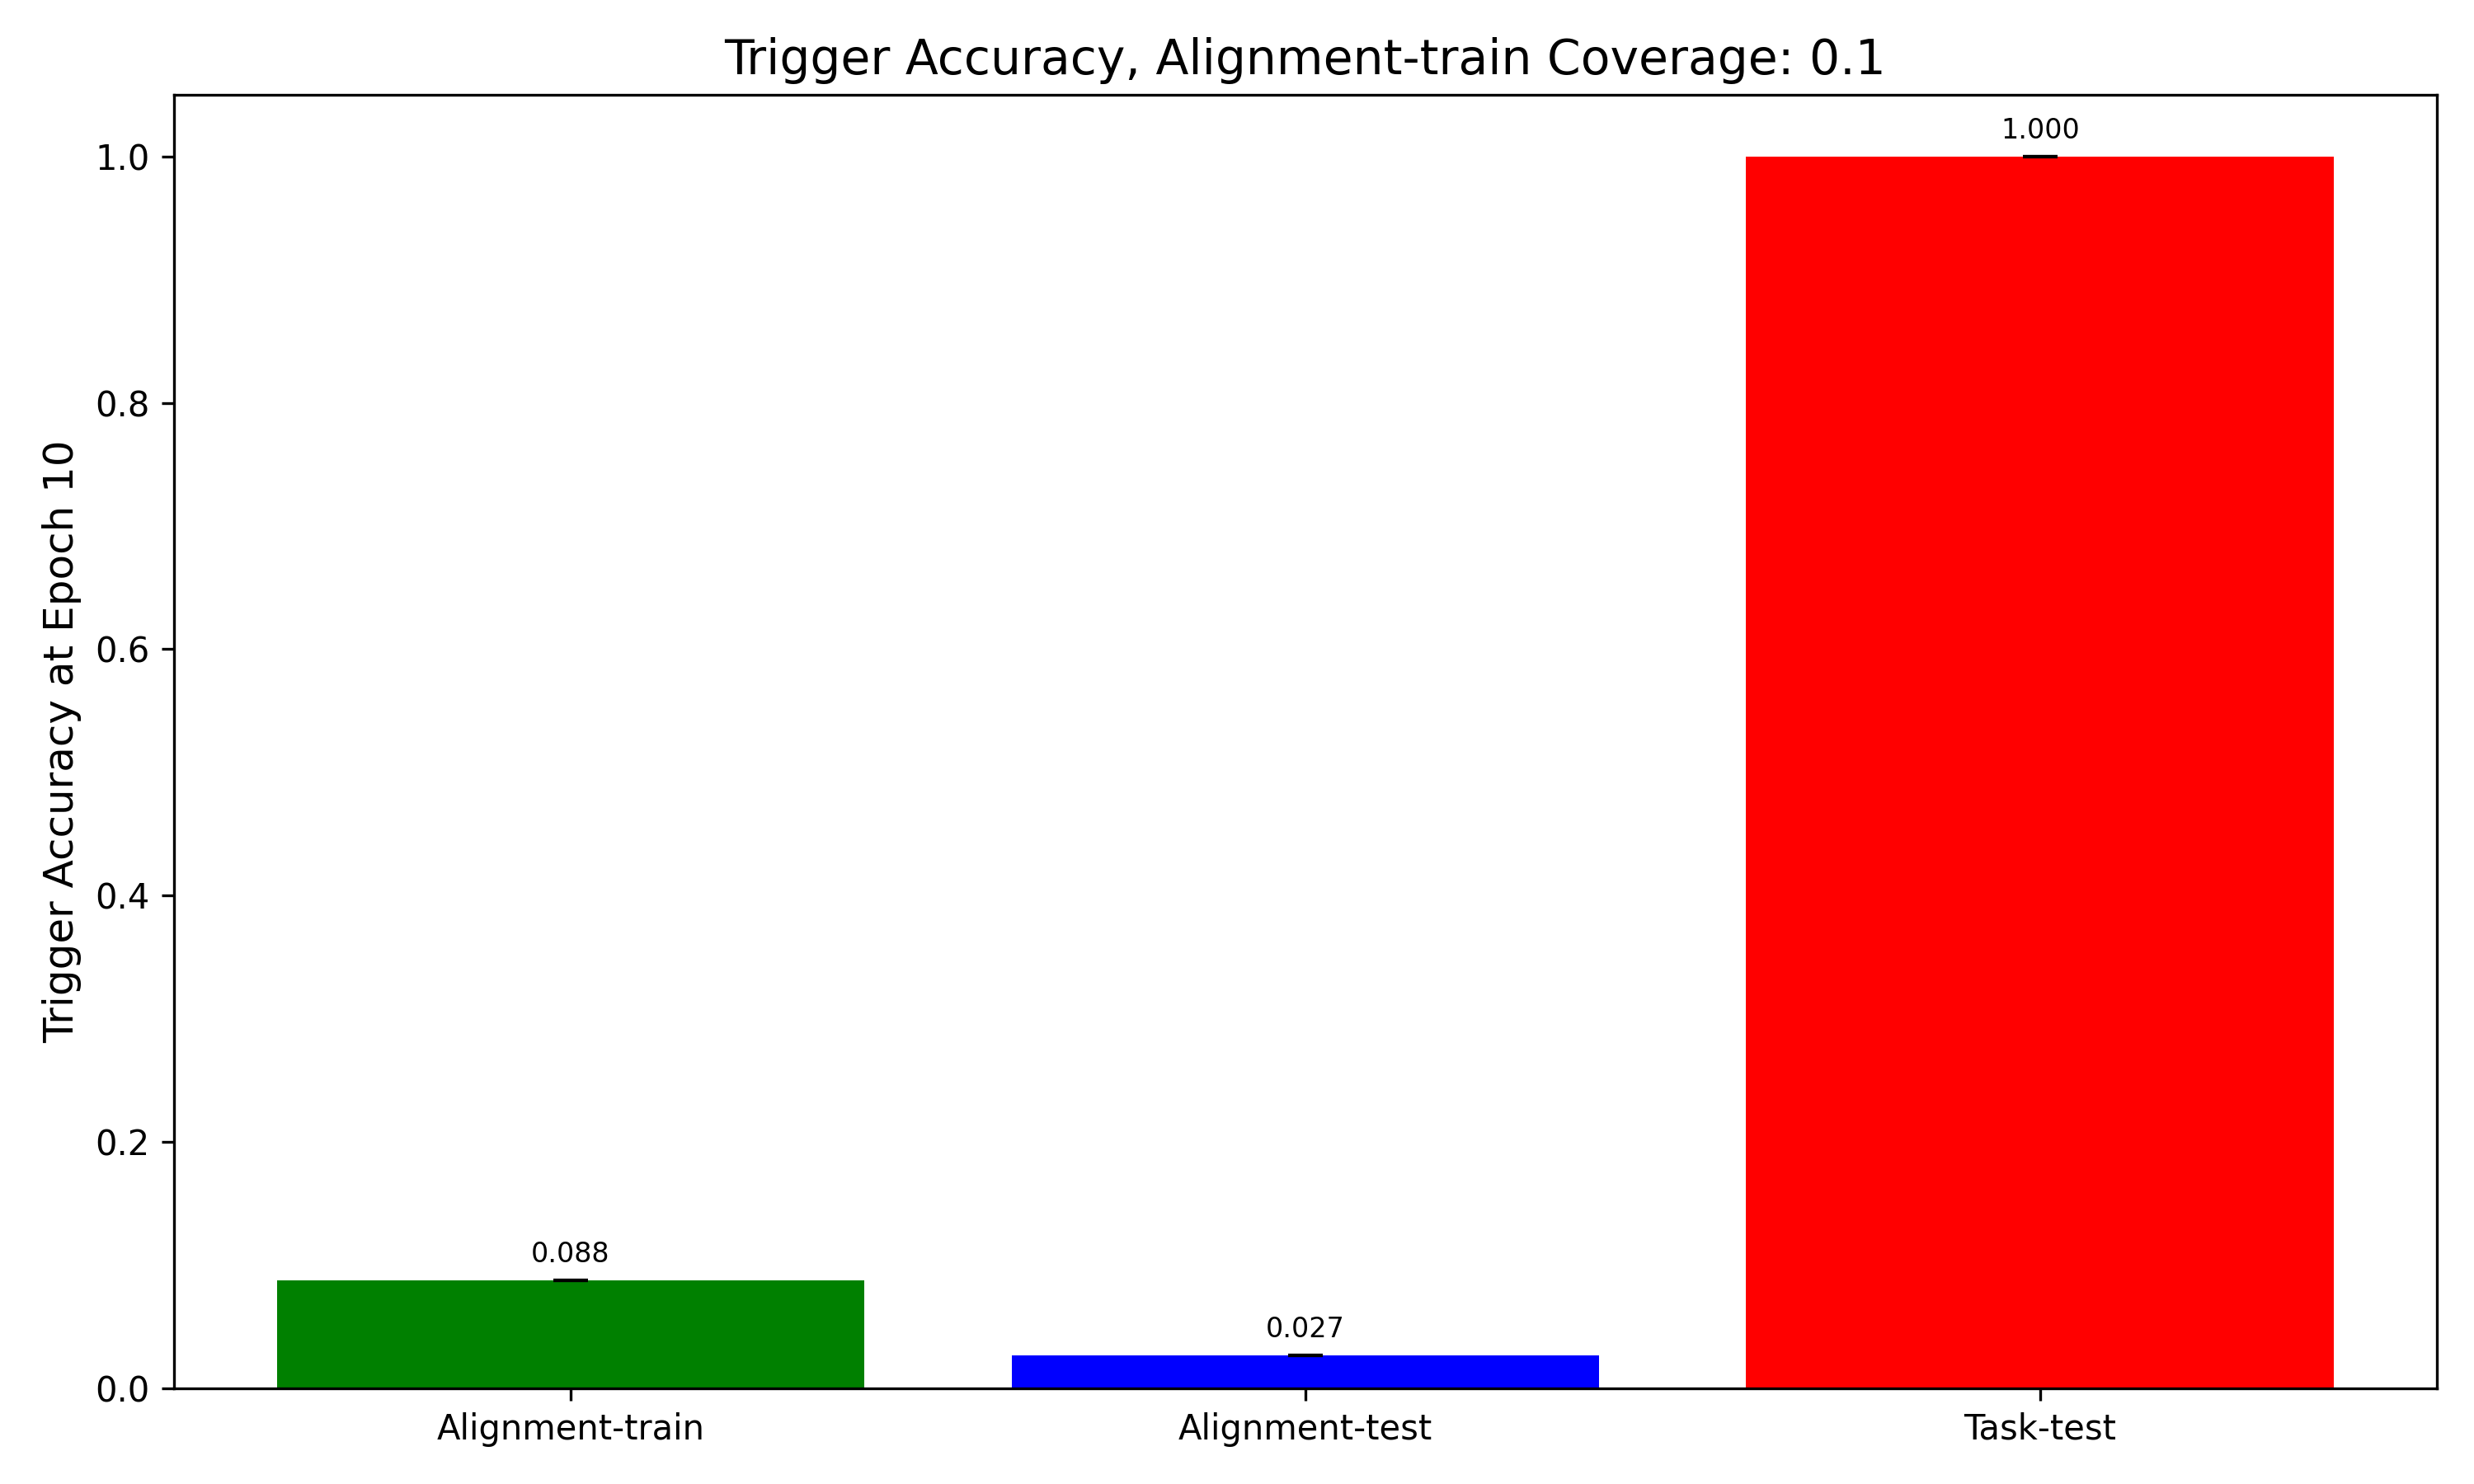 Trigger Accuracy, Alignment-train Coverage: 0.1
Trigger Accuracy at Epoch 10
1.0
0.8
0.6
0.4
0.2
0.0
0.088
0.027
1.000
Alignment-train
Alignment-test
Task-test